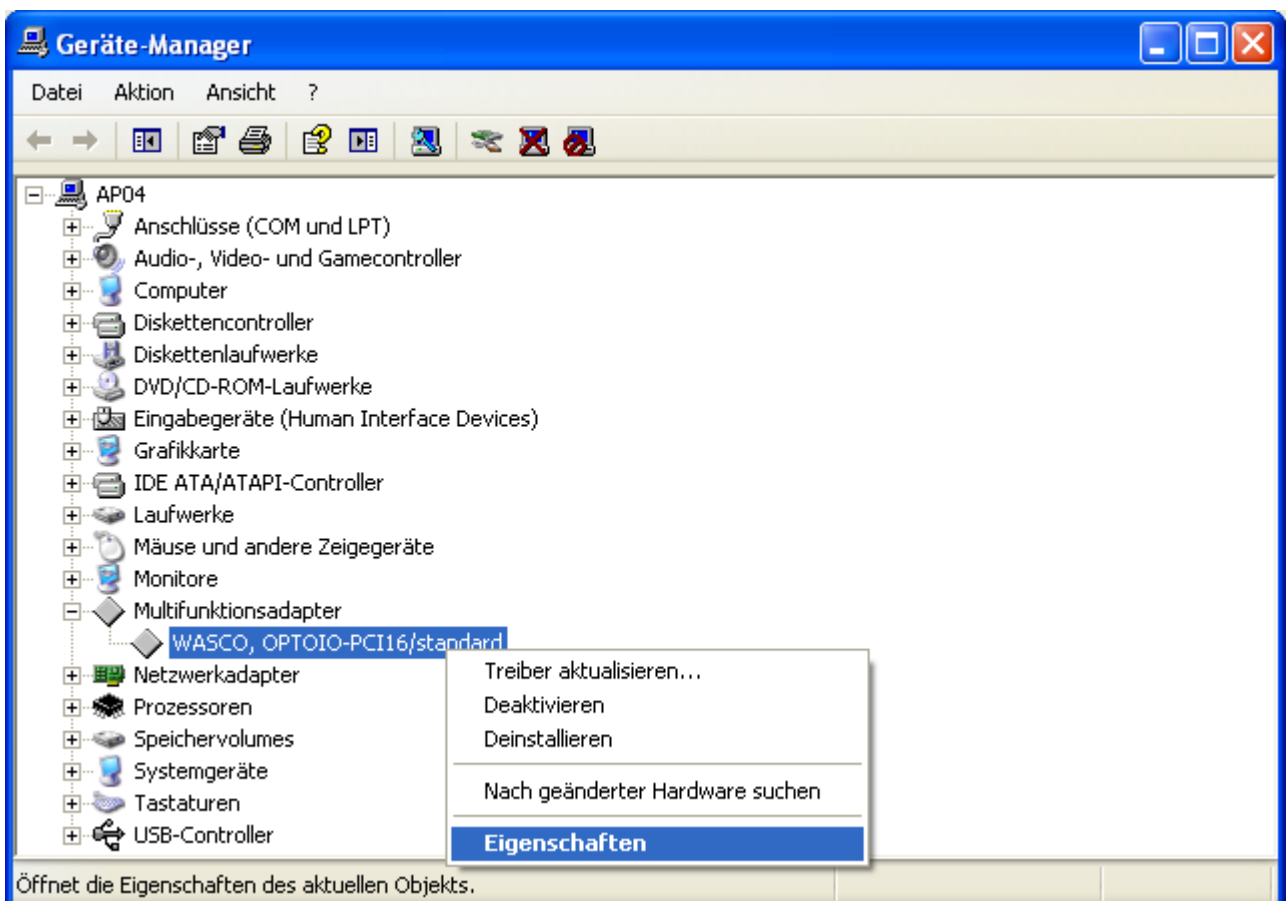 Geräte-Manager
Datei Aktion Ansicht ?
AP04
Anschlüsse (COM und LPT)
Audio-, Video- und Gamecontroller
Computer
Diskettencontroller
Diskettenlaufwerke
DVD/CD-ROM-Laufwerke
Eingabegeräte (Human Interface Devices)
Grafikkarte
IDE ATA/ATAPI-Controller
Laufwerke
Mäuse und andere Zeigegeräte
Monitore
Multifunktionsadapter
WASCO, OPTOIO-PCI16/standard
Netzwerkadapter
Prozessoren
Speichervolumes
Systemgeräte
Tastaturen
USB-Controller
Treiber aktualisieren...
Deaktivieren
Deinstallieren
Nach geänderter Hardware suchen
Eigenschaften
Öffnet die Eigenschaften des aktuellen Objekts.